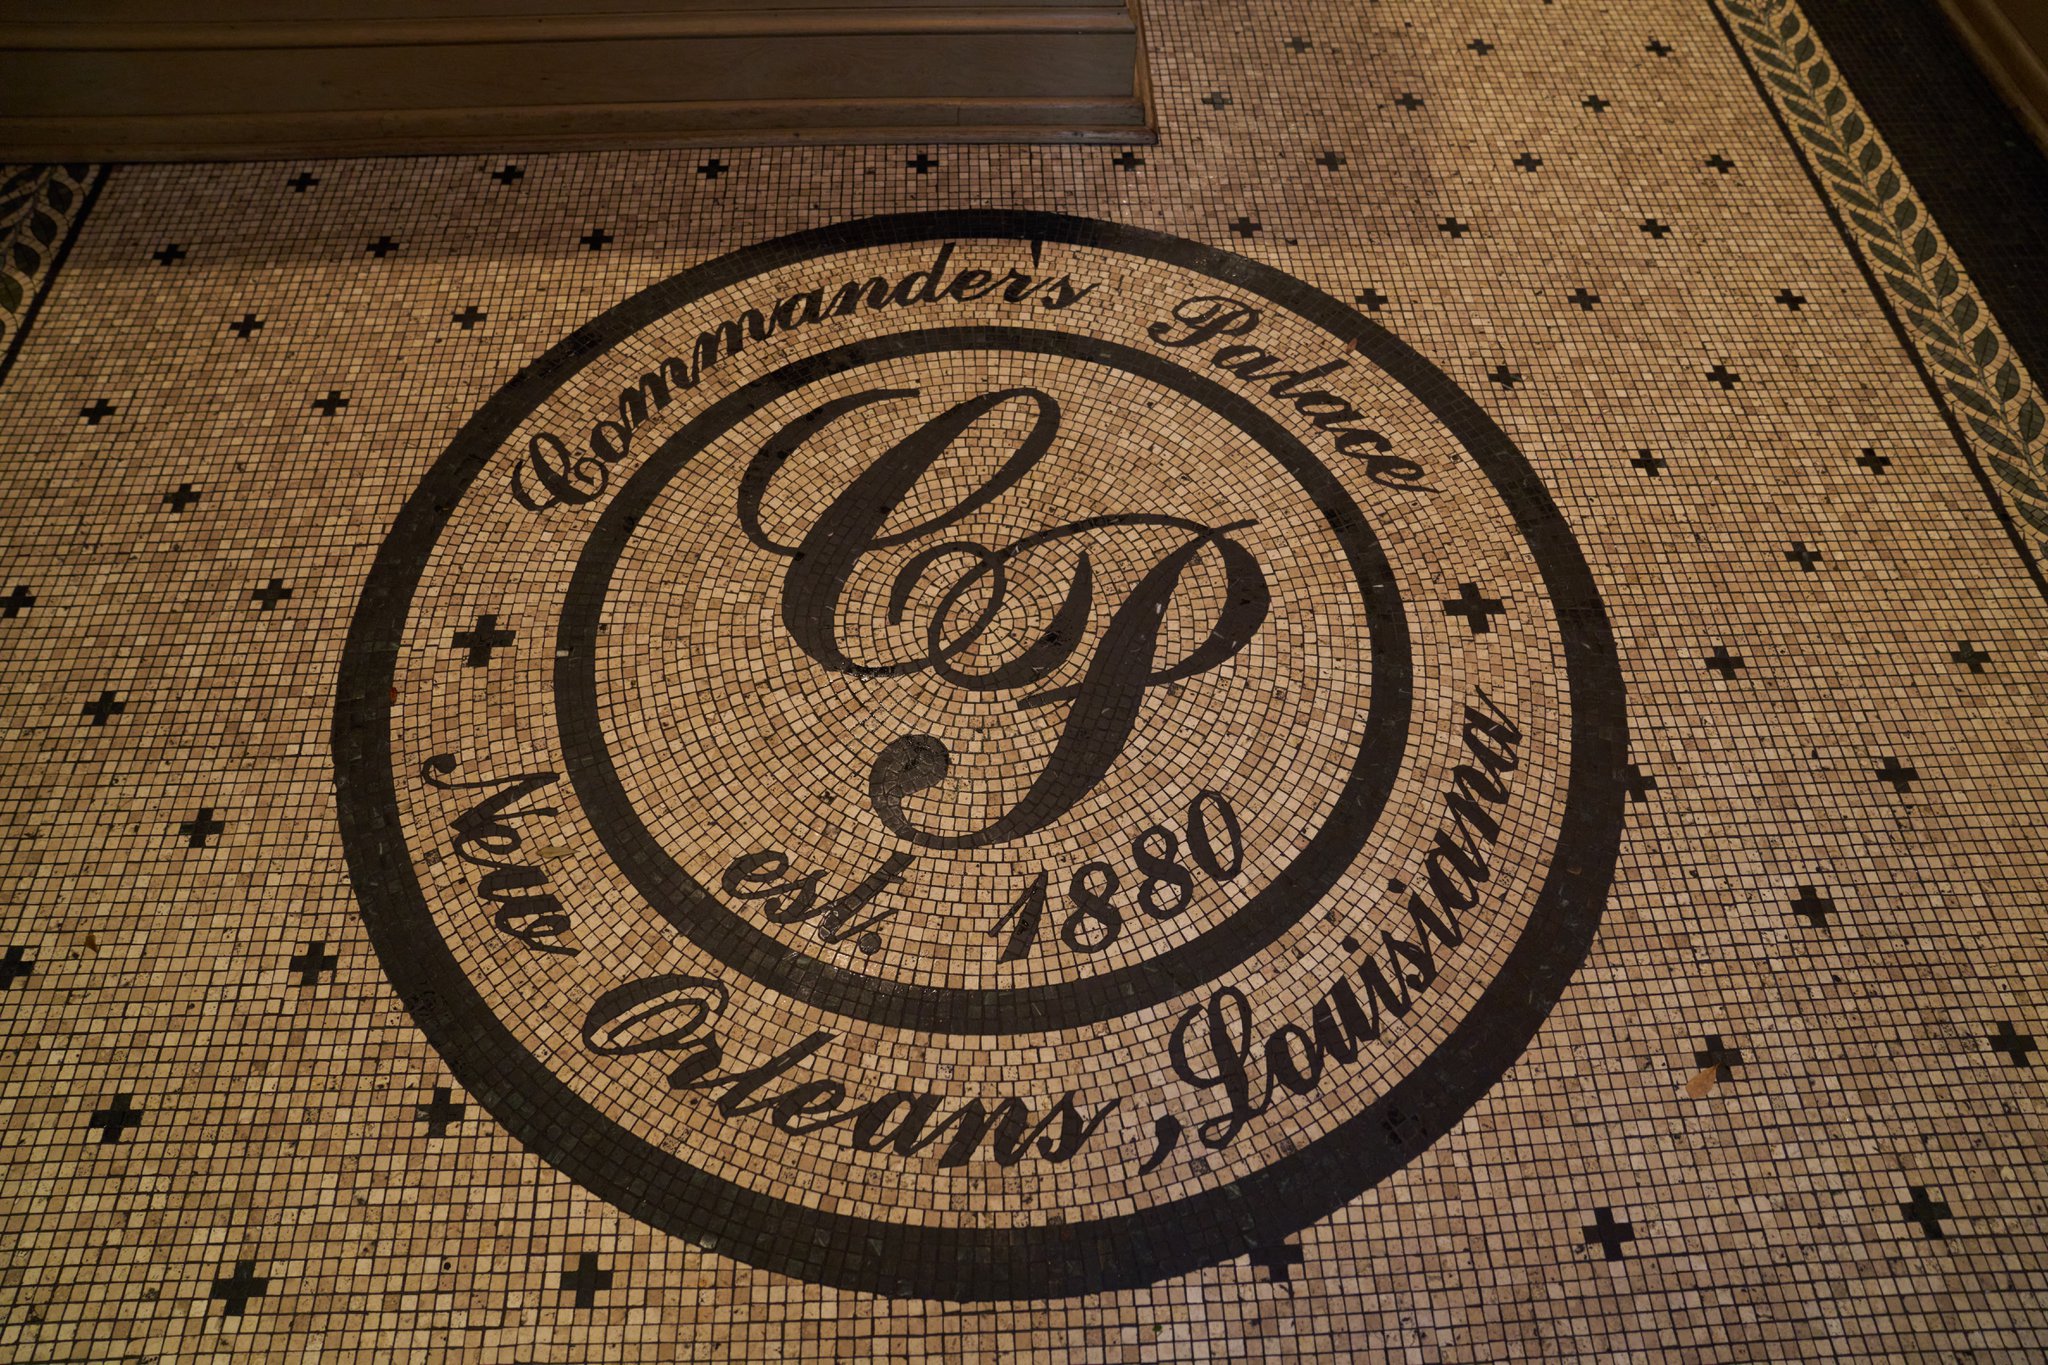 Commander's Palace
CP
est. 1880
New Orleans, Louisiana